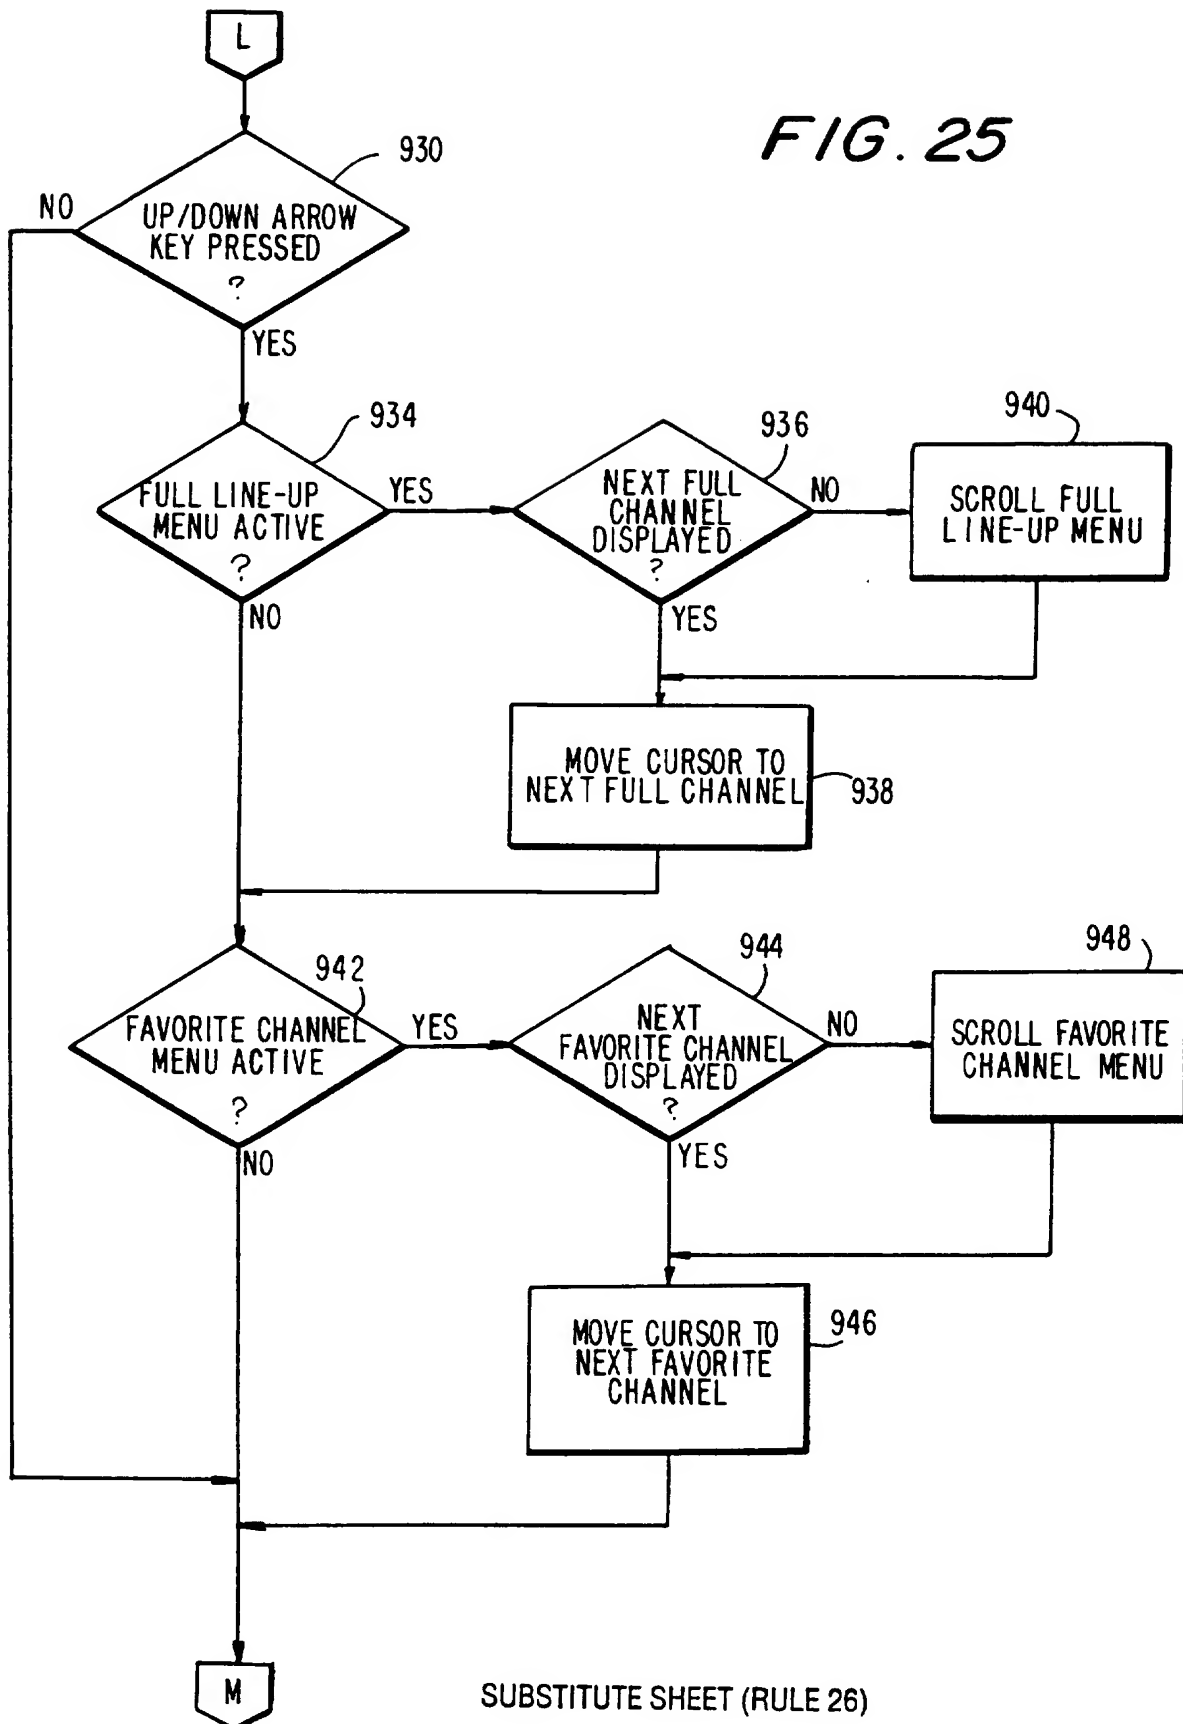 L
FIG. 25
930
NO
UP/DOWN ARROW
KEY PRESSED
?
YES
934
FULL LINE-UP
MENU ACTIVE
?
YES
NO
936
NEXT FULL
CHANNEL
DISPLAYED
?
NO
YES
940
SCROLL FULL
LINE-UP MENU
MOVE CURSOR TO
NEXT FULL CHANNEL
938
942
FAVORITE CHANNEL
MENU ACTIVE
?
YES
NO
944
NEXT
FAVORITE CHANNEL
DISPLAYED
?
NO
YES
948
SCROLL FAVORITE
CHANNEL MENU
MOVE CURSOR TO
NEXT FAVORITE
CHANNEL
946
M
SUBSTITUTE SHEET (RULE 26)